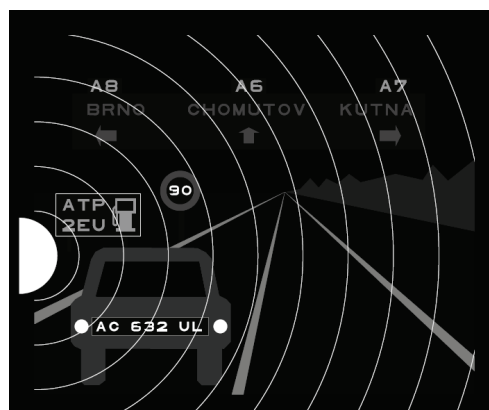 A8 A6 A7
BRNO CHOMUTOV KUTNA
90
ATP
2EU
AC 632 UL